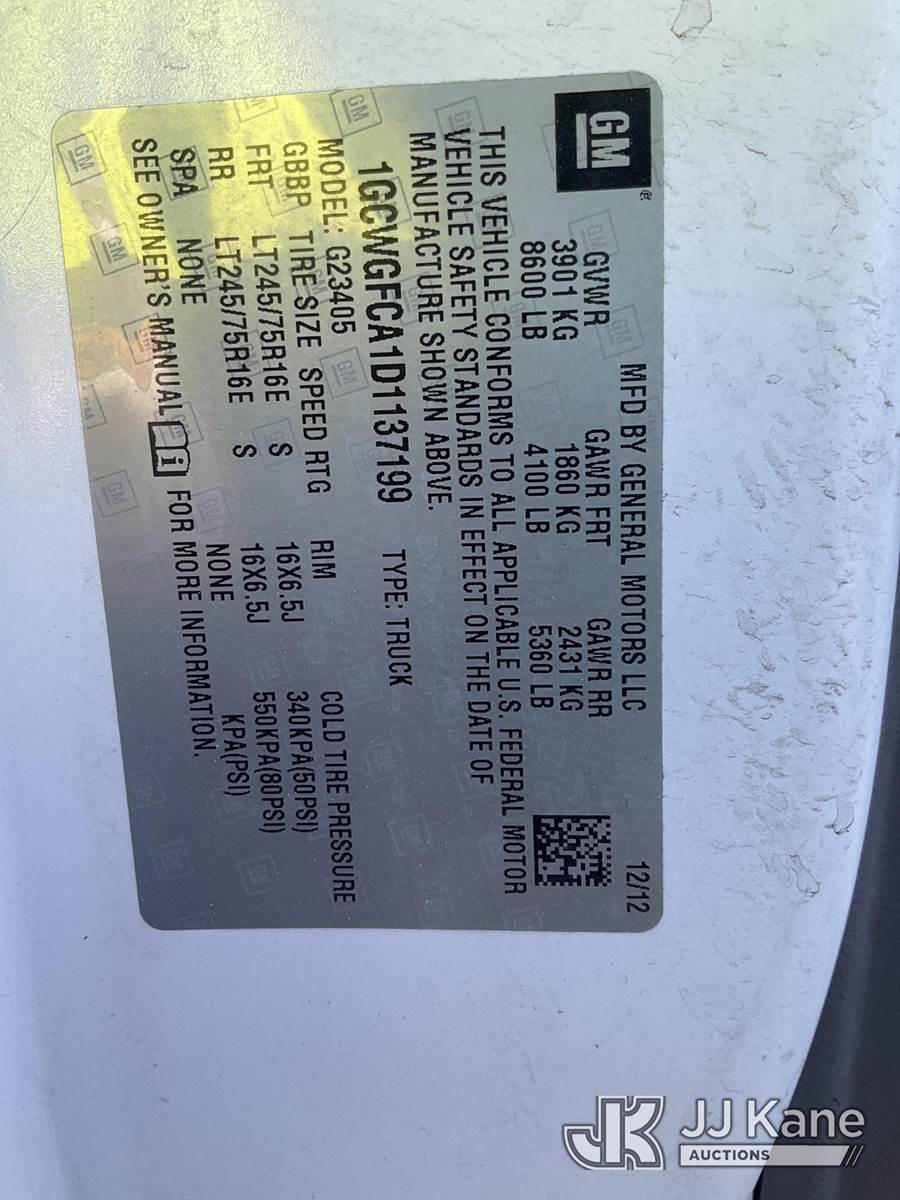 GM®
MFD BY GENERAL MOTORS LLC 12/12
GVWR GAWR FRT GAWR RR
3901 KG 1860 KG 2431 KG
8600 LB 4100 LB 5360 LB
THIS VEHICLE CONFORMS TO ALL APPLICABLE U.S. FEDERAL MOTOR
VEHICLE SAFETY STANDARDS IN EFFECT ON THE DATE OF
MANUFACTURE SHOWN ABOVE.
1GCWGFCA1D1137199 TYPE: TRUCK
MODEL: G23405
GBBP TIRE SIZE SPEED RTG RIM COLD TIRE PRESSURE
FRT LT245/75R16E S 16X6.5J 340KPA(50PSI)
RR LT245/75R16E S 16X6.5J 550KPA(80PSI)
SPA NONE NONE KPA(PSI)
SEE OWNER'S MANUAL i FOR MORE INFORMATION.
JK JJ Kane
AUCTIONS